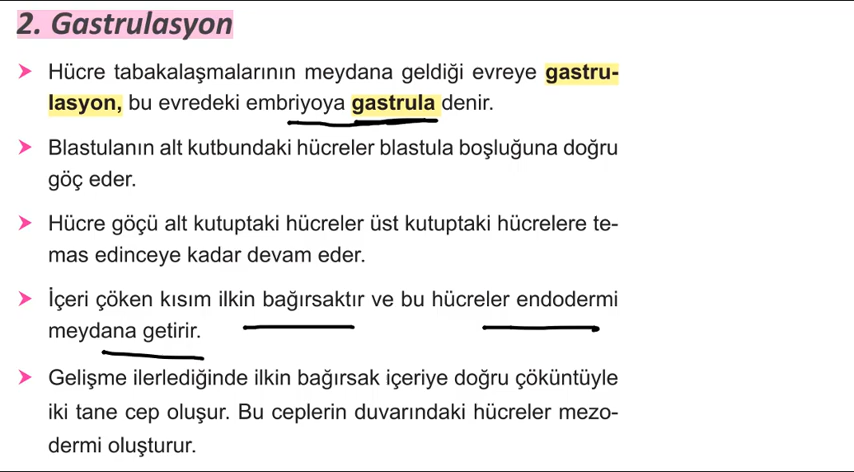 2. Gastrulasyon
➤ Hücre tabakalaşmalarının meydana geldiği evreye gastru-
lasyon, bu evredeki embriyoya gastrula denir.
➤ Blastulanın alt kutbundaki hücreler blastula boşluğuna doğru
göç eder.
➤ Hücre göçü alt kutuptaki hücreler üst kutuptaki hücrelere te-
mas edinceye kadar devam eder.
➤ İçeri çöken kısım ilkin bağırsaktır ve bu hücreler endodermi
meydana getirir.
➤ Gelişme ilerlediğinde ilkin bağırsak içeriye doğru çöküntüyle
iki tane cep oluşur. Bu ceplerin duvarındaki hücreler mezo-
dermi oluşturur.